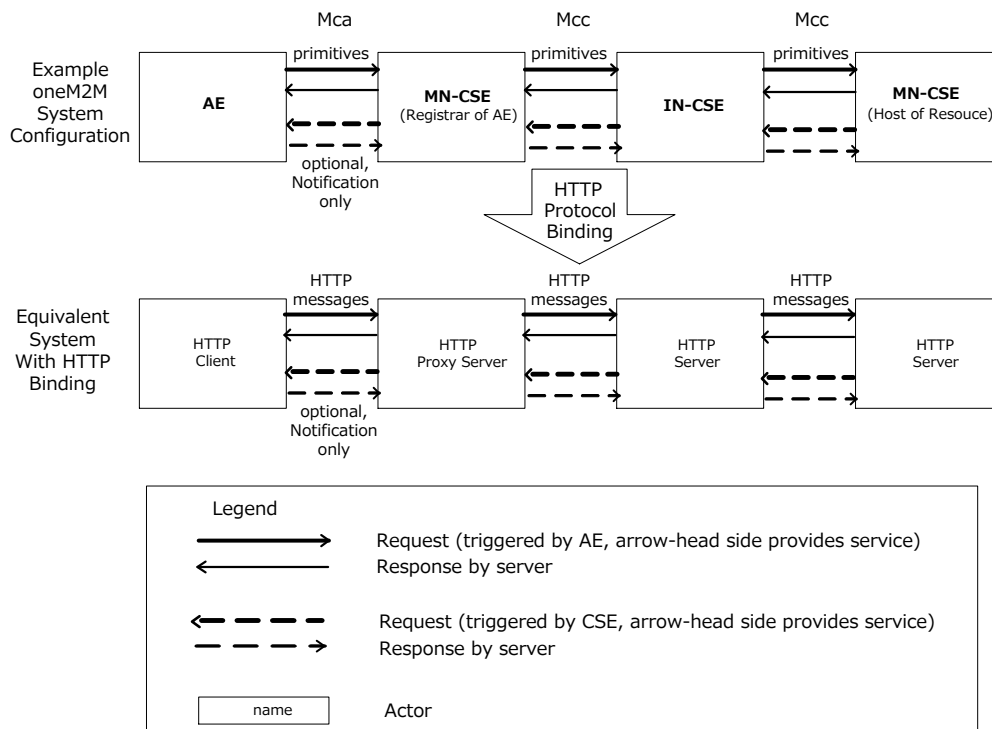 Mca
Mcc
Mcc
Example
oneM2M
System
Configuration
primitives
primitives
primitives
AE
MN-CSE
(Registrar of AE)
IN-CSE
MN-CSE
(Host of Resouce)
optional,
Notification
only
HTTP
Protocol
Binding
Equivalent
System
With HTTP
Binding
HTTP
messages
HTTP
messages
HTTP
messages
HTTP
Client
HTTP
Proxy Server
HTTP
Server
HTTP
Server
optional,
Notification
only
Legend
Request (triggered by AE, arrow-head side provides service)
Response by server
Request (triggered by CSE, arrow-head side provides service)
Response by server
name
Actor